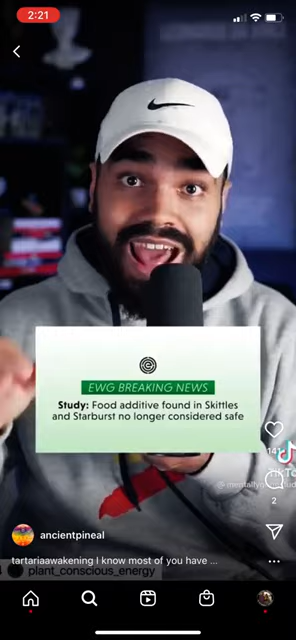 2:21
EWG BREAKING NEWS
Study: Food additive found in Skittles
and Starburst no longer considered safe
2
ancientpineal
tartariaawakening I know most of you have ...
plant_conscious_energy